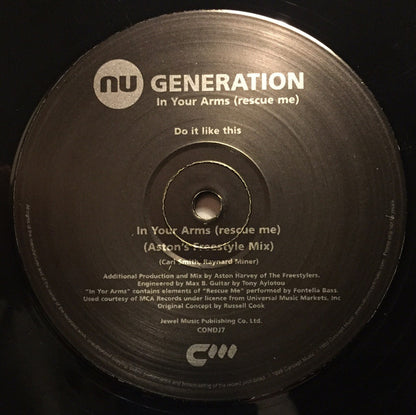 nu GENERATION
In Your Arms (rescue me)
Do it like this
In Your Arms (rescue me)
(Aston's Freestyle Mix)
(Carl Smith, Raynard Miner)
Additional Production and Mix by Aston Harvey of The Freestylers.
Engineered by Max B. Guitar by Tony Ayiotou
"In Yor Arms" contains elements of "Rescue Me" performed by Fontella Bass.
Used courtesy of MCA Records under licence from Universal Music Markets, Inc
Original Concept by Russell Cook
Jewel Music Publishing Co. Ltd.
CONDJ7